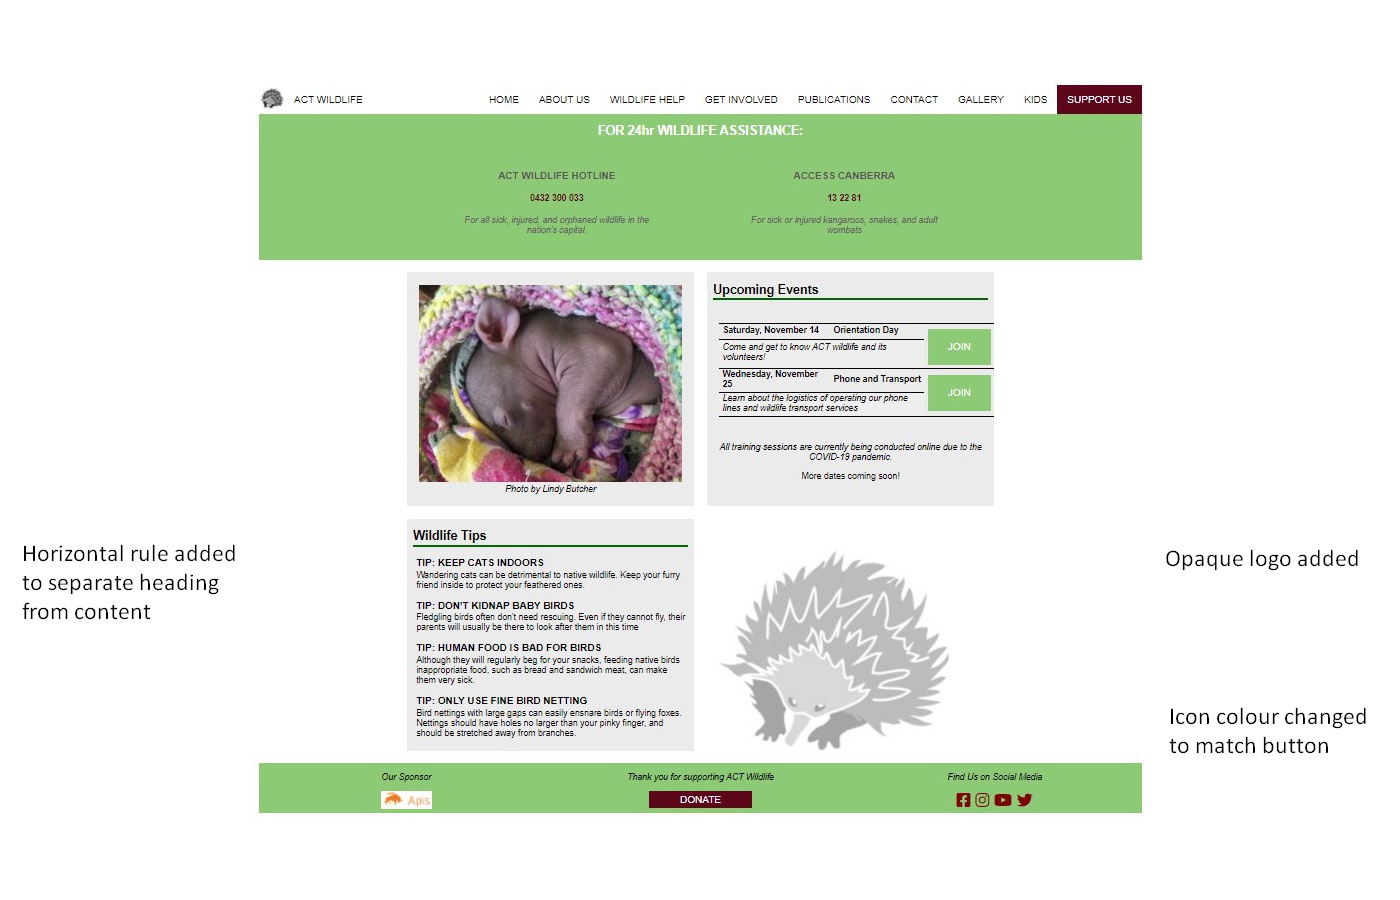 ACT WILDLIFE
HOME ABOUT US WILDLIFE HELP GET INVOLVED PUBLICATIONS CONTACT GALLERY KIDS SUPPORT US
FOR 24hr WILDLIFE ASSISTANCE:
ACT WILDLIFE HOTLINE
0432 300 033
For all sick, injured, and orphaned wildlife in the
nation's capital.
ACCESS CANBERRA
13 22 81
For sick or injured kangaroos, snakes, and adult
wombats
Photo by Lindy Butcher
Upcoming Events
Saturday, November 14 Orientation Day
Come and get to know ACT wildlife and its
volunteers!
JOIN
Wednesday, November
25
Phone and Transport
Learn about the logistics of operating our phone
lines and wildlife transport services
JOIN
All training sessions are currently being conducted online due to the
COVID-19 pandemic.
More dates coming soon!
Horizontal rule added
to separate heading
from content
Wildlife Tips
TIP: KEEP CATS INDOORS
Wandering cats can be detrimental to native wildlife. Keep your furry
friend inside to protect your feathered ones.
TIP: DON'T KIDNAP BABY BIRDS
Fledgling birds often don't need rescuing. Even if they cannot fly, their
parents will usually be there to look after them in this time
TIP: HUMAN FOOD IS BAD FOR BIRDS
Although they will regularly beg for your snacks, feeding native birds
inappropriate food, such as bread and sandwich meat, can make
them very sick.
TIP: ONLY USE FINE BIRD NETTING
Bird nettings with large gaps can easily ensnare birds or flying foxes.
Nettings should have holes no larger than your pinky finger, and
should be stretched away from branches.
Opaque logo added
Icon colour changed
to match button
Our Sponsor
Apis
Thank you for supporting ACT Wildlife
DONATE
Find Us on Social Media